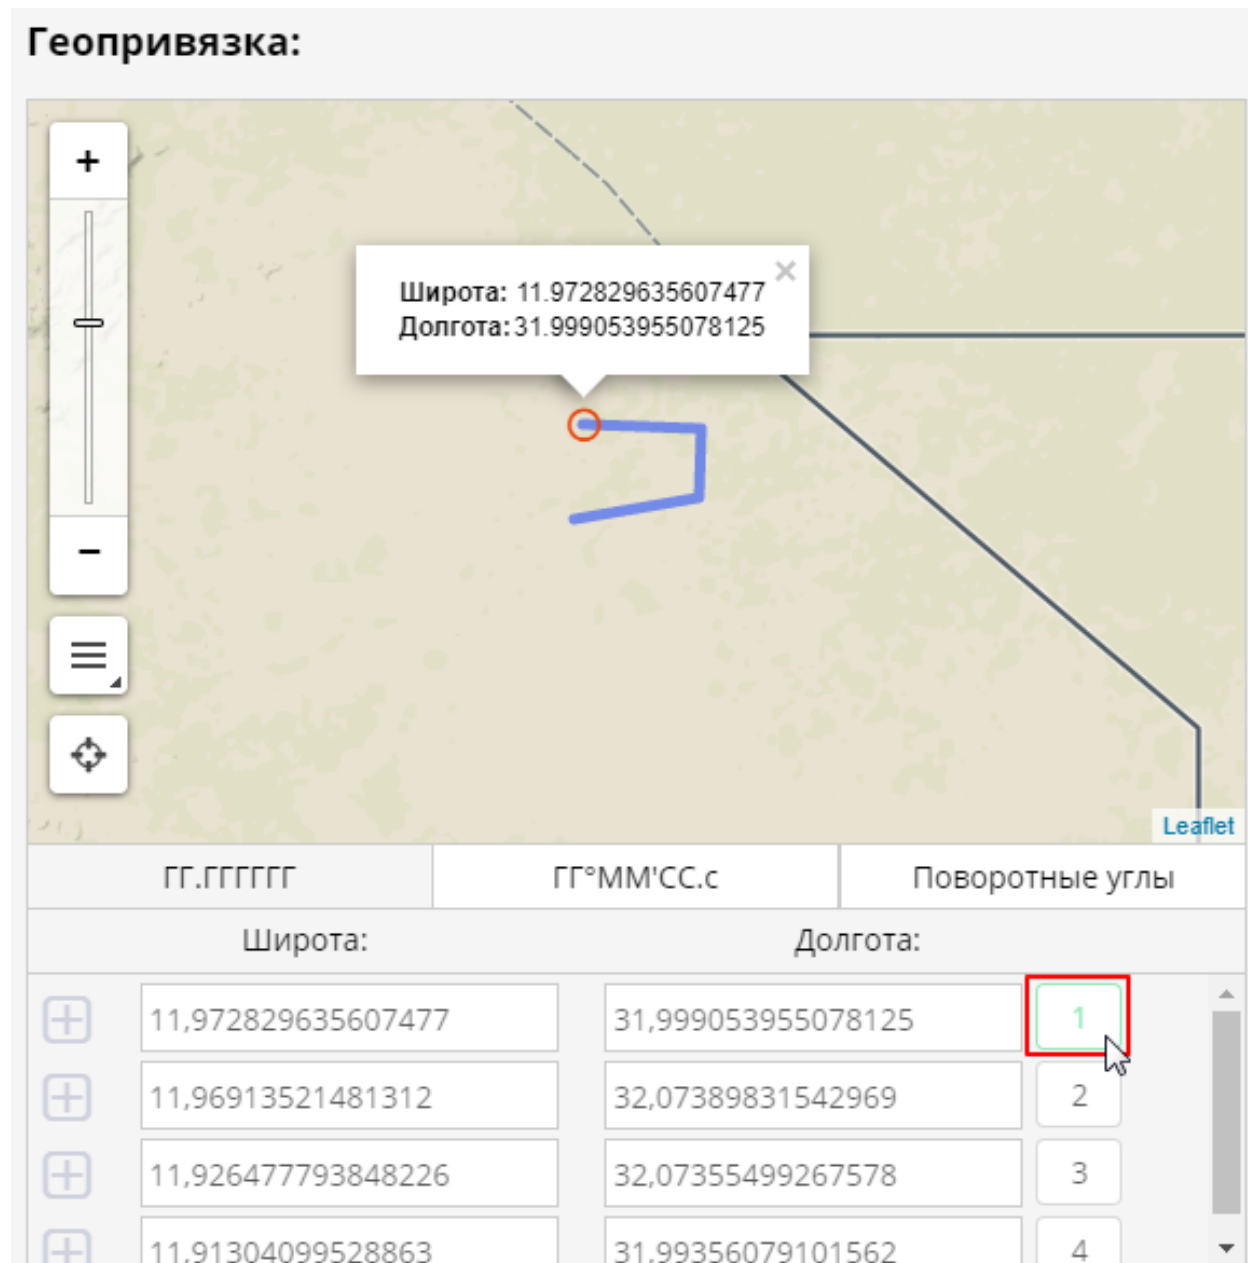 Геопривязка:
+
Широта: 11.972829635607477
Долгота: 31.999053955078125
×
−
Leaflet
ГГ.ГГГГГГ ГГ°ММ'СС.с Поворотные углы
Широта: Долгота:
11,972829635607477 31,999053955078125 1
11,96913521481312 32,07389831542969 2
11,926477793848226 32,07355499267578 3
11,91304099528863 31,99356079101562 4